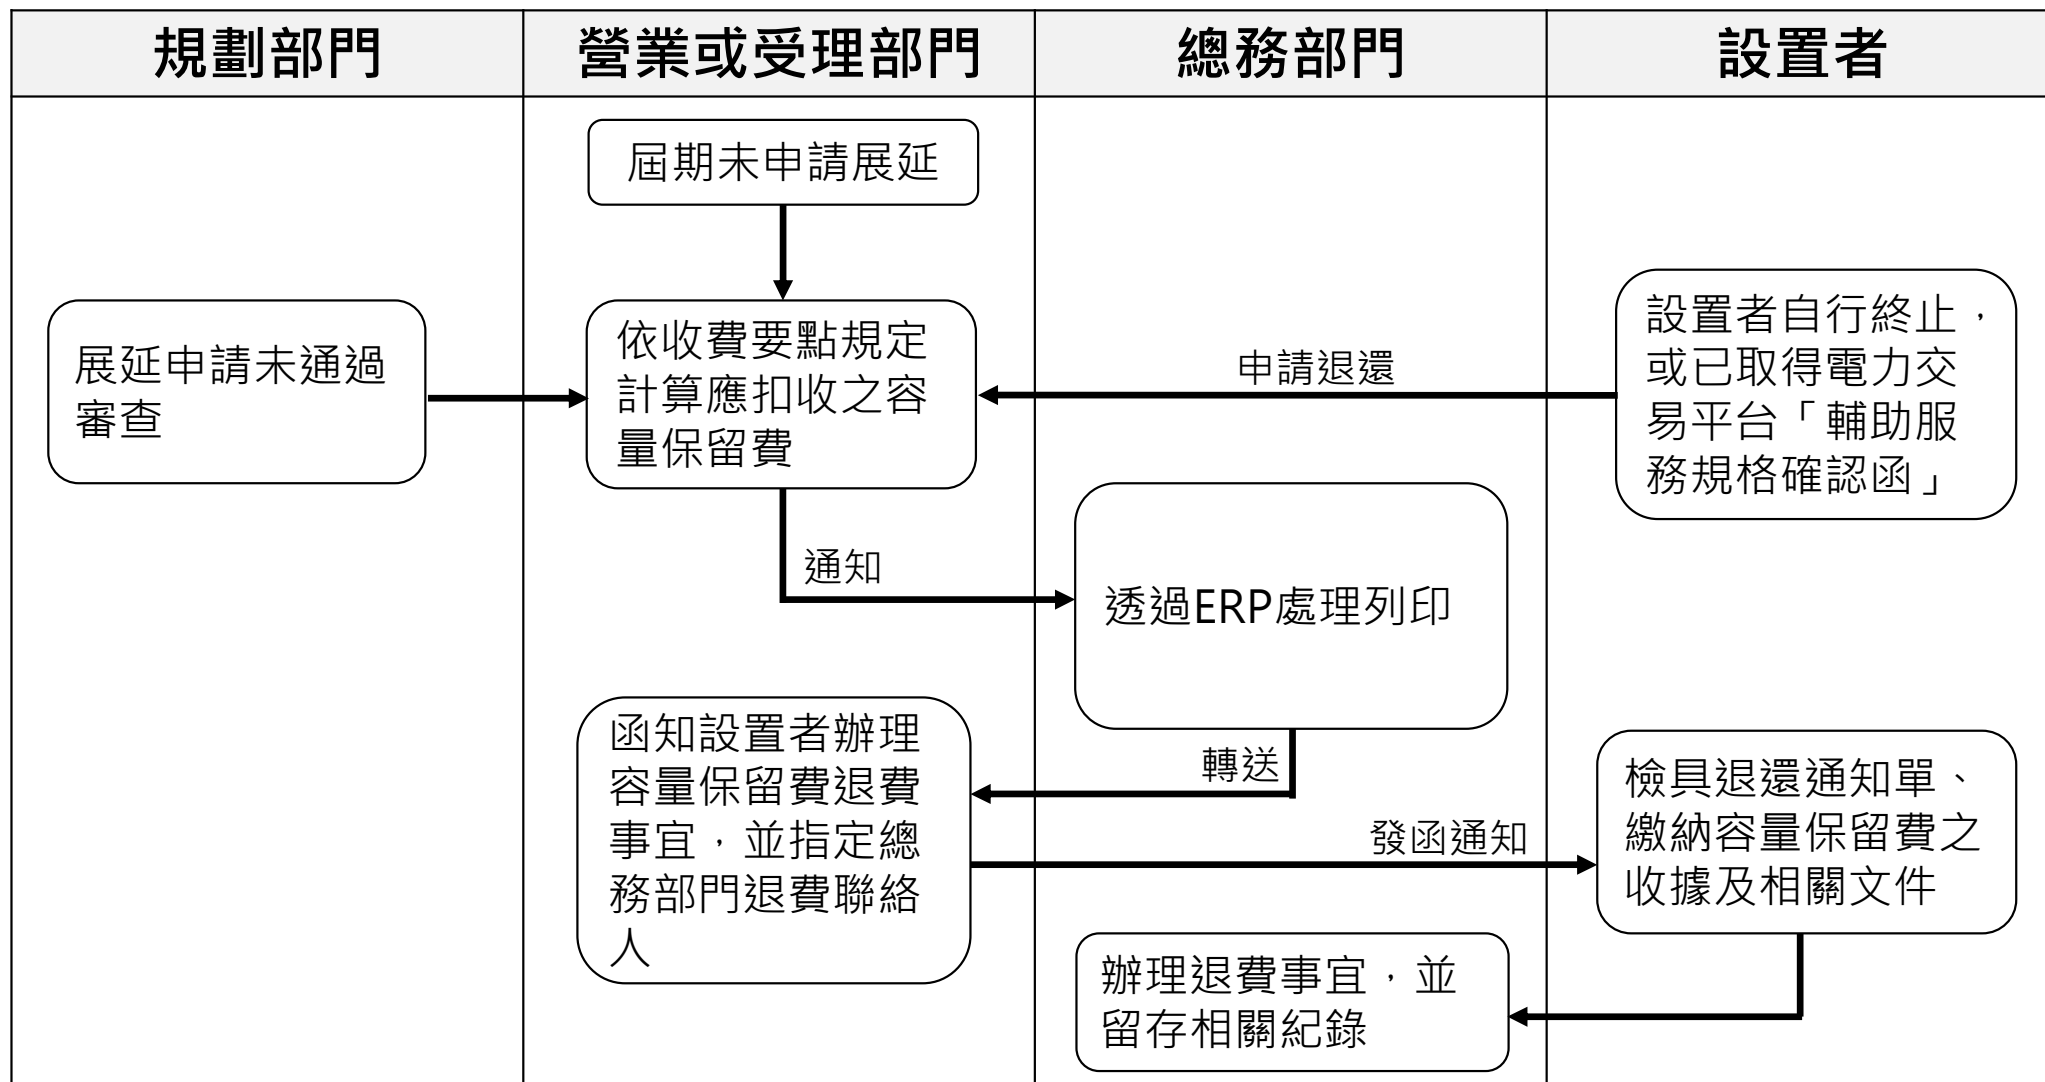 規劃部門
營業或受理部門
總務部門
設置者
屆期未申請展延
展延申請未通過
審查
依收費要點規定
計算應扣收之容
量保留費
申請退還
設置者自行終止，
或已取得電力交
易平台「輔助服
務規格確認函」
通知
透過ERP處理列印
轉送
函知設置者辦理
容量保留費退費
事宜，並指定總
務部門退費聯絡
人
發函通知
檢具退還通知單、
繳納容量保留費之
收據及相關文件
辦理退費事宜，並
留存相關紀錄